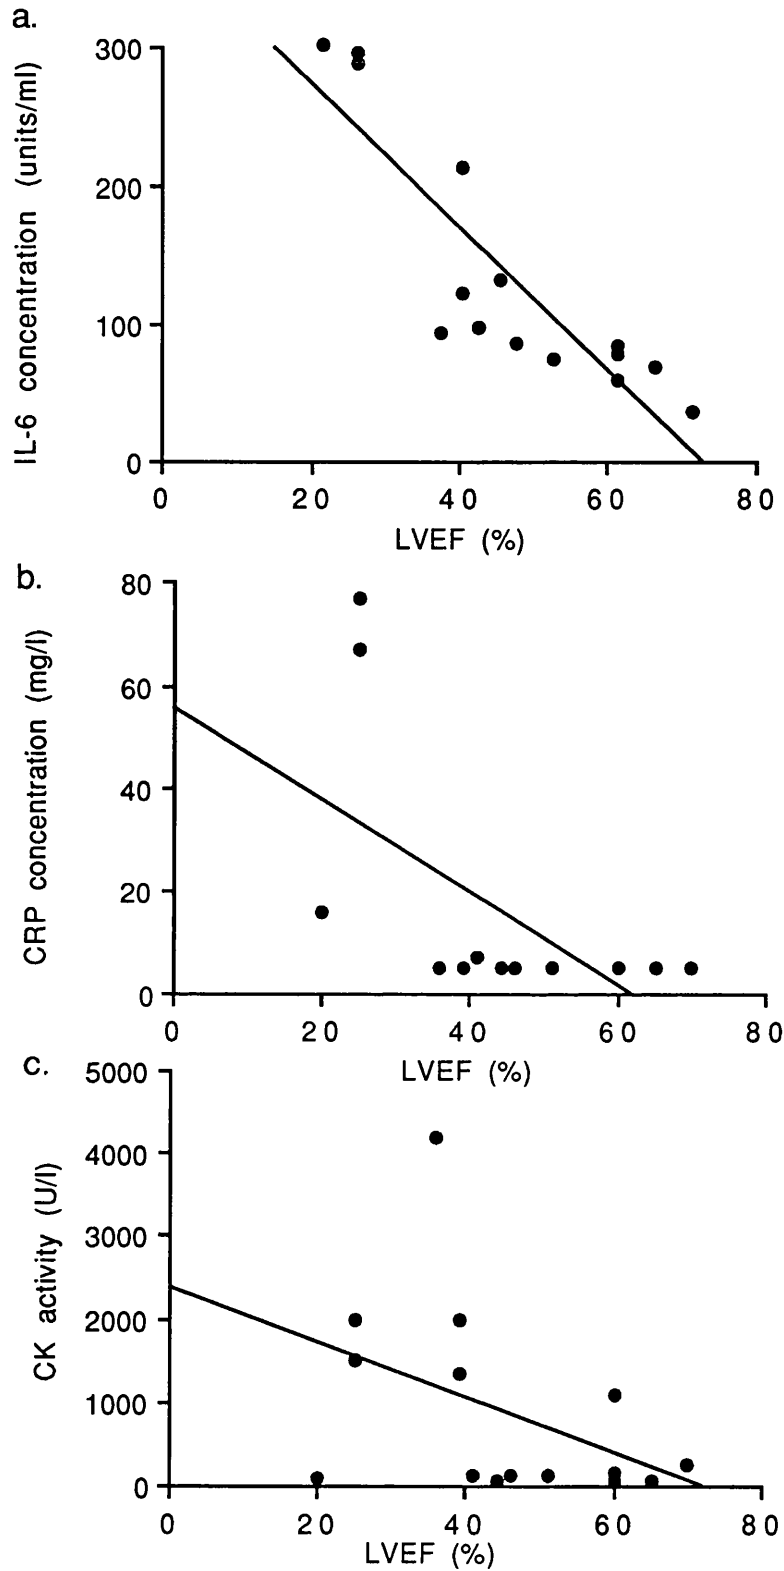 a.
IL-6 concentration (units/ml)
300
200
100
0
0 20 40 60 80
LVEF (%)
b.
CRP concentration (mg/l)
80
60
40
20
0
0 20 40 60 80
LVEF (%)
c.
CK activity (U/l)
5000
4000
3000
2000
1000
0
0 20 40 60 80
LVEF (%)